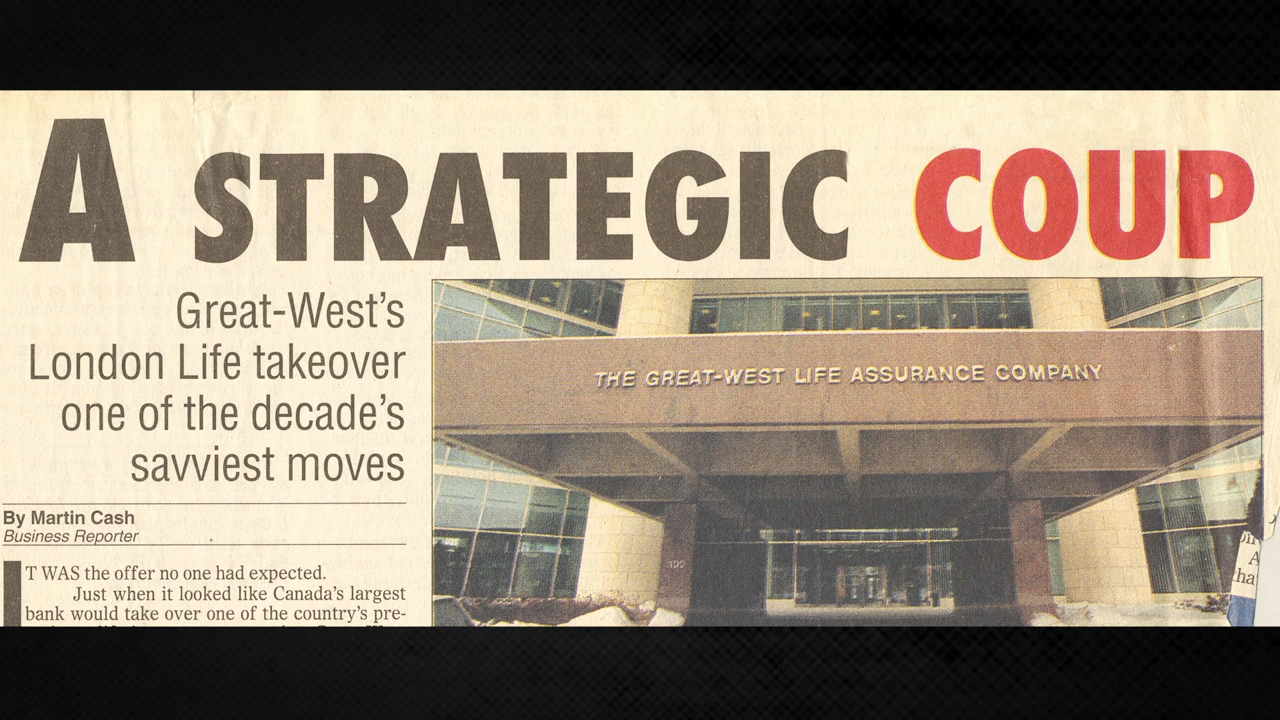 A STRATEGIC COUP
Great-West's
London Life takeover
one of the decade's
savviest moves
By Martin Cash
Business Reporter
IT WAS the offer no one had expected.
Just when it looked like Canada's largest
bank would take over one of the country's pre-
THE GREAT-WEST LIFE ASSURANCE COMPANY